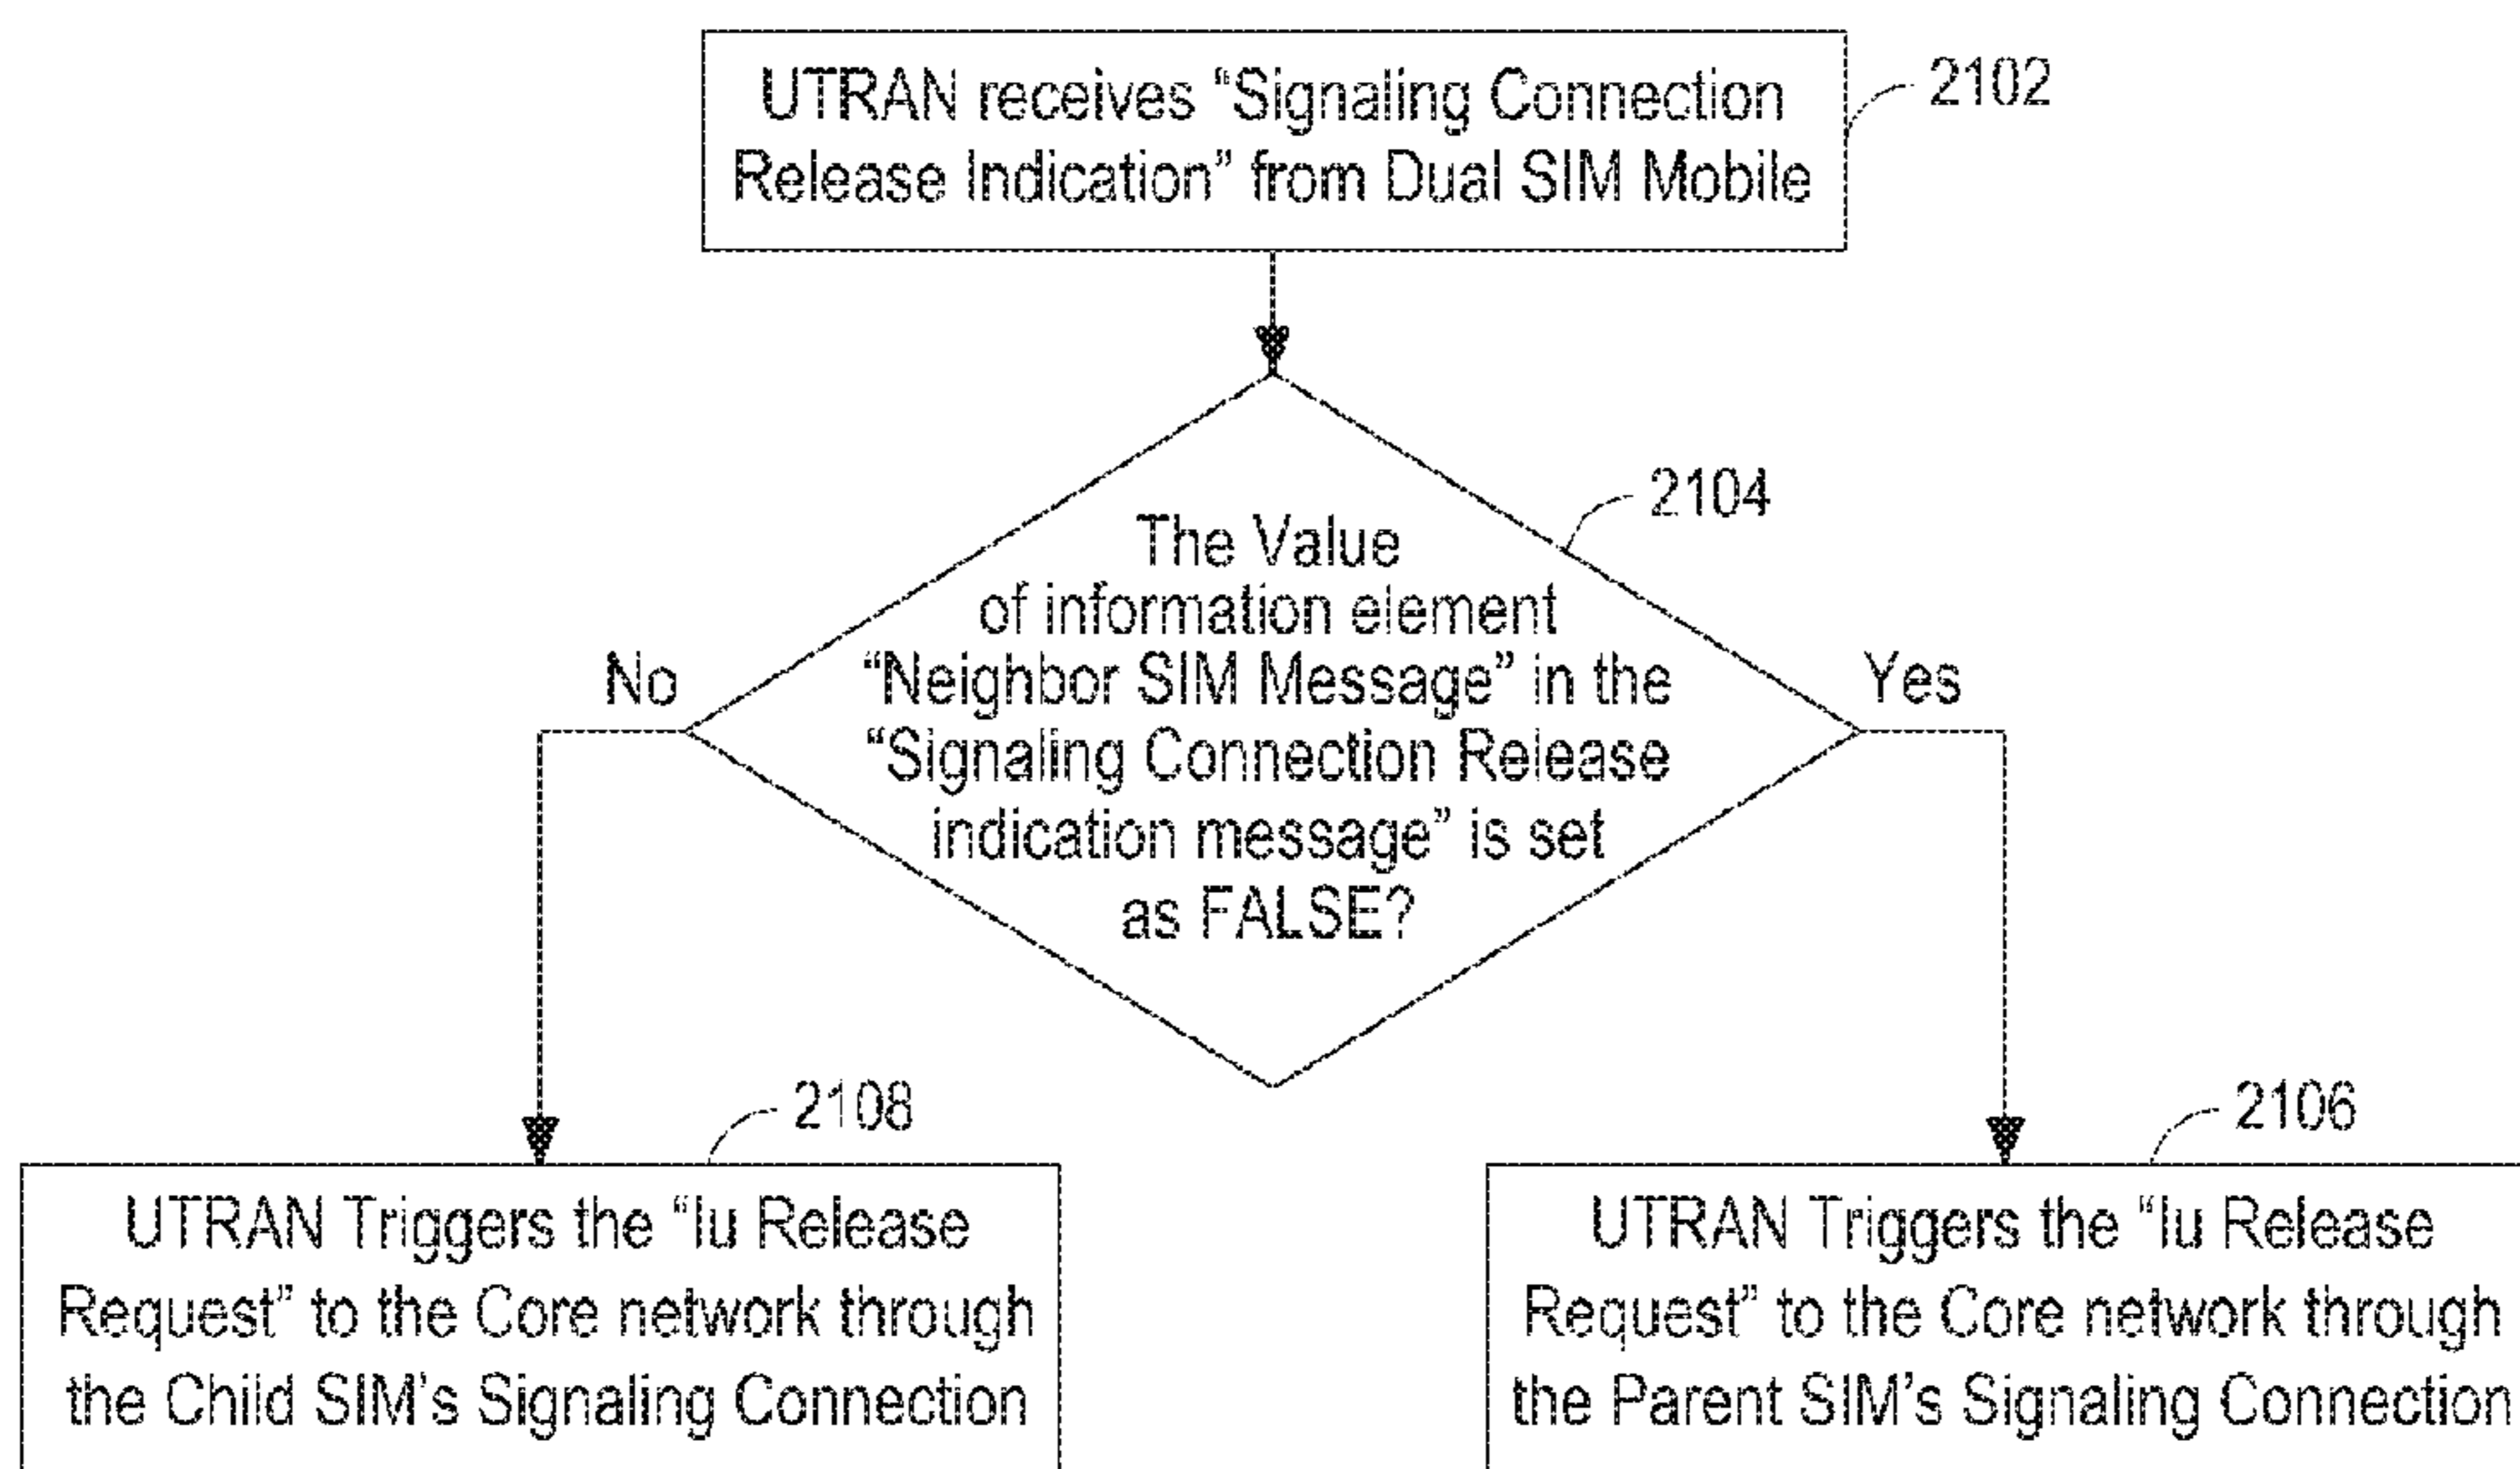 UTRAN receives “Signaling Connection
Release Indication” from Dual SIM Mobile
2102
The Value
of information element
“Neighbor SIM Message” in the
“Signaling Connection Release
indication message” is set
as FALSE?
2104
No
Yes
2108
UTRAN Triggers the “Iu Release
Request” to the Core network through
the Child SIM’s Signaling Connection
2106
UTRAN Triggers the “Iu Release
Request” to the Core network through
the Parent SIM’s Signaling Connection